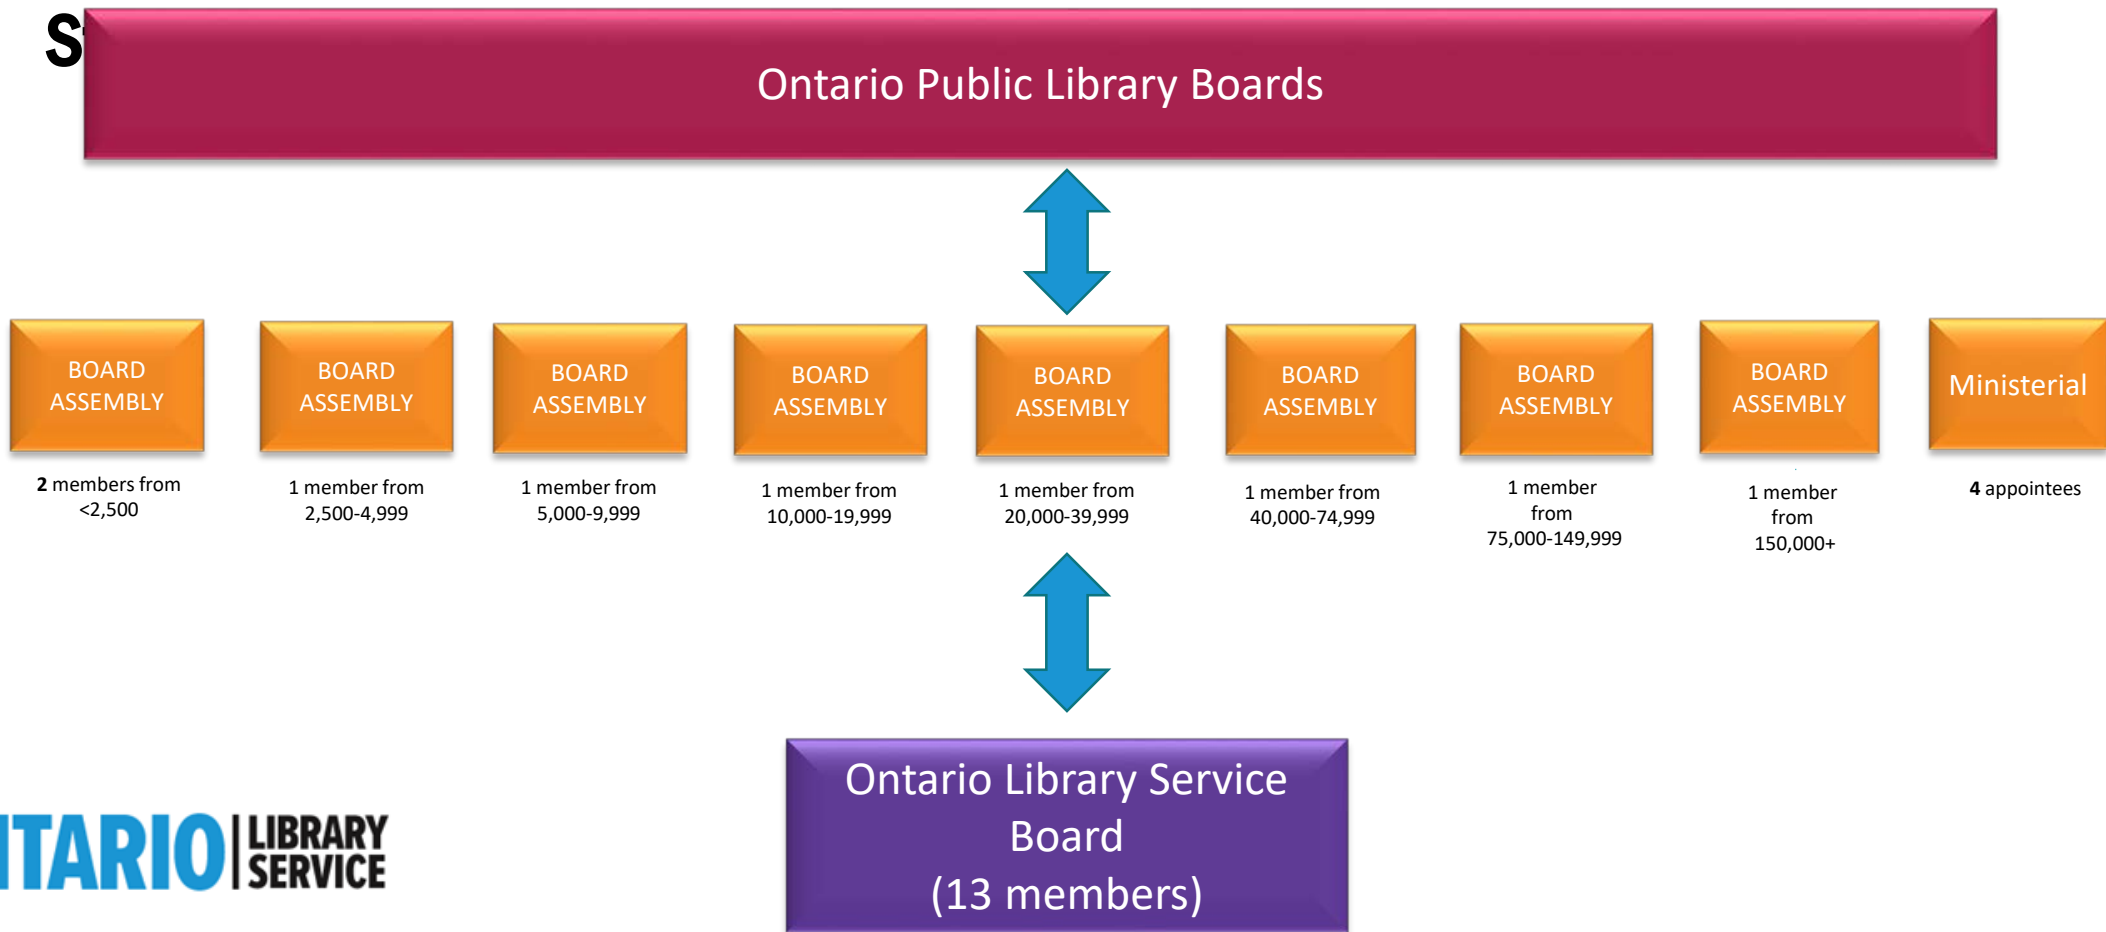 Ontario Public Library Boards
BOARD
ASSEMBLY
2 members from
<2,500
BOARD
ASSEMBLY
1 member from
2,500-4,999
BOARD
ASSEMBLY
1 member from
5,000-9,999
BOARD
ASSEMBLY
1 member from
10,000-19,999
BOARD
ASSEMBLY
1 member from
20,000-39,999
BOARD
ASSEMBLY
1 member from
40,000-74,999
BOARD
ASSEMBLY
1 member
from
75,000-149,999
BOARD
ASSEMBLY
1 member
from
150,000+
Ministerial
4 appointees
Ontario Library Service
Board
(13 members)
NTARIO
LIBRARY
SERVICE